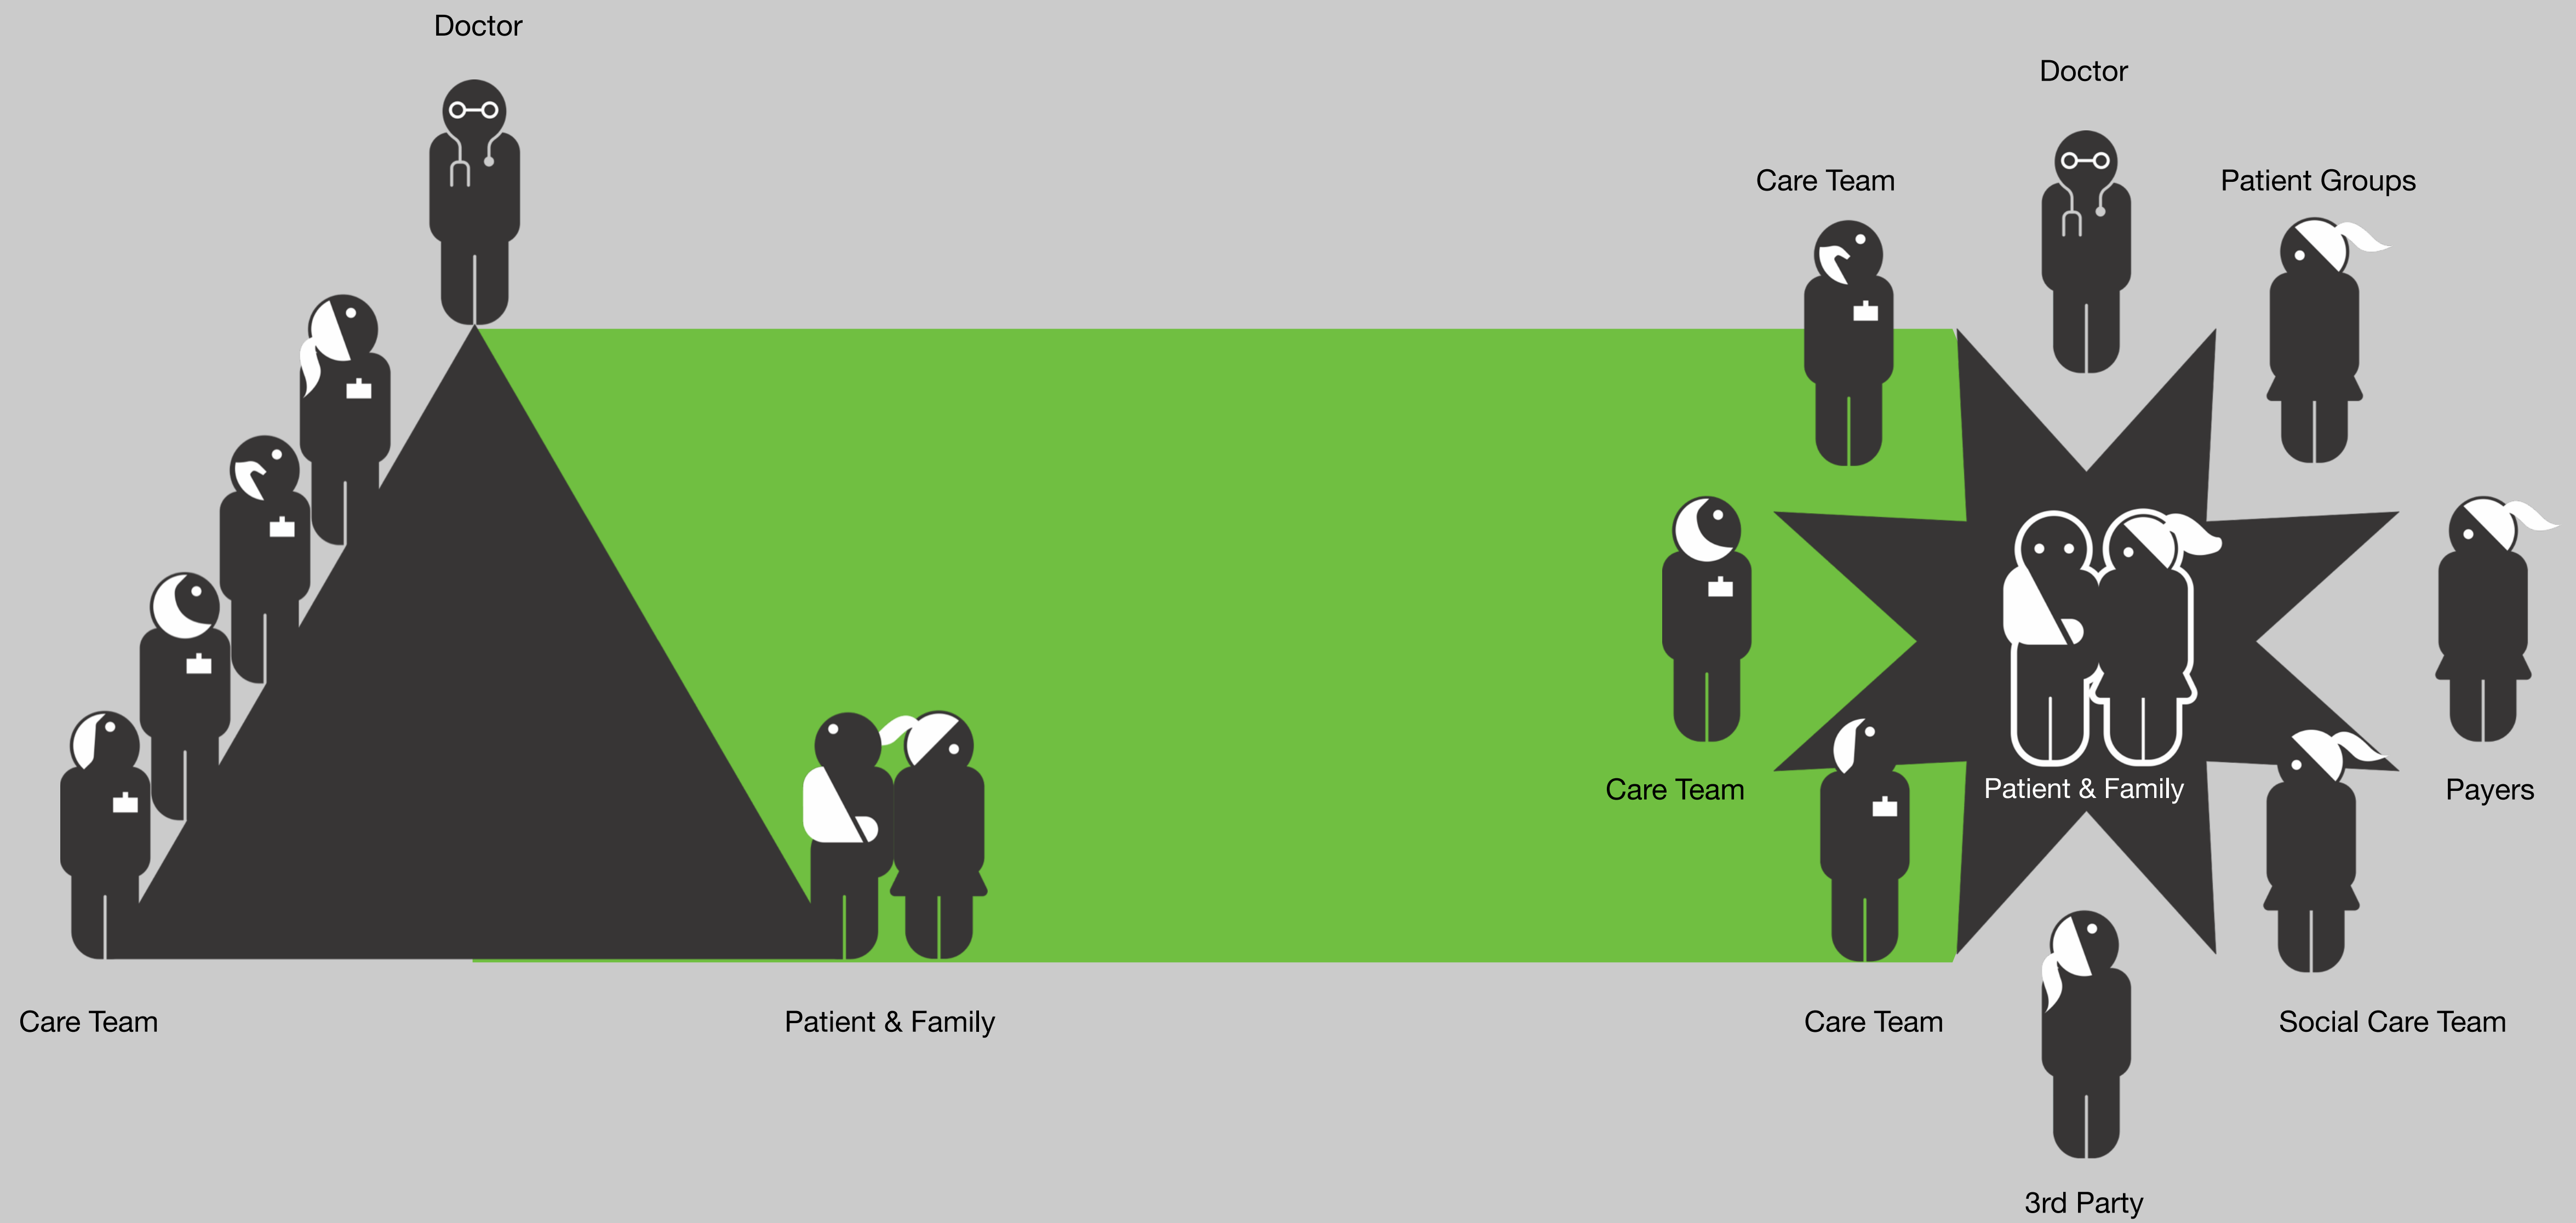 Doctor
Doctor
Care Team
Patient Groups
Care Team
Patient & Family
Payers
Care Team
Patient & Family
Care Team
Social Care Team
3rd Party